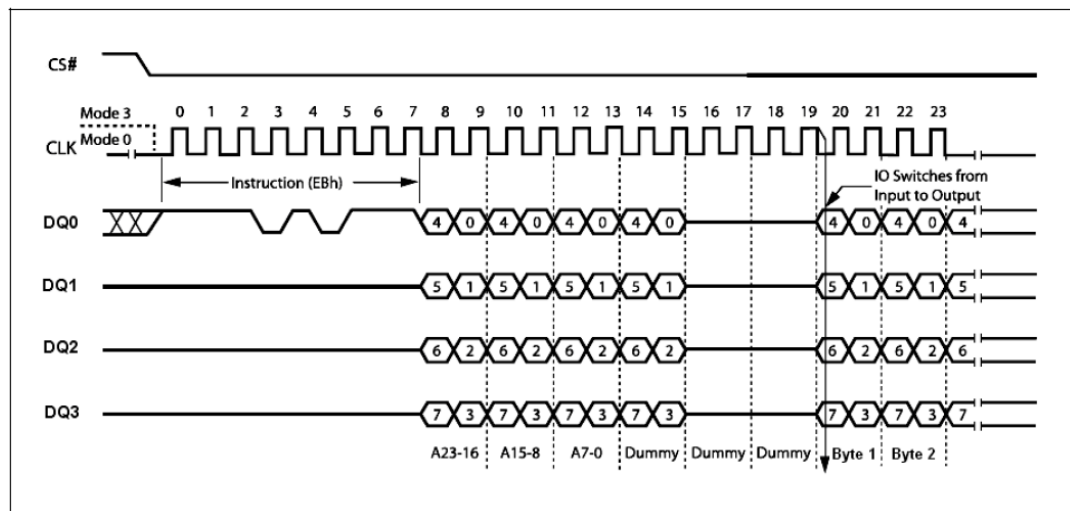 CS#
Mode 3
0 1 2 3 4 5 6 7 8 9 10 11 12 13 14 15 16 17 18 19 20 21 22 23
CLK
Mode 0
Instruction (EBh)
IO Switches from
Input to Output
DQ0
4 0 4 0 4 0 4 0 4 0 4 0 4
DQ1
5 1 5 1 5 1 5 1 5 1 5 1 5
DQ2
6 2 6 2 6 2 6 2 6 2 6 2 6
DQ3
7 3 7 3 7 3 7 3 7 3 7 3 7
A23-16 A15-8 A7-0 Dummy Dummy Dummy Byte 1 Byte 2